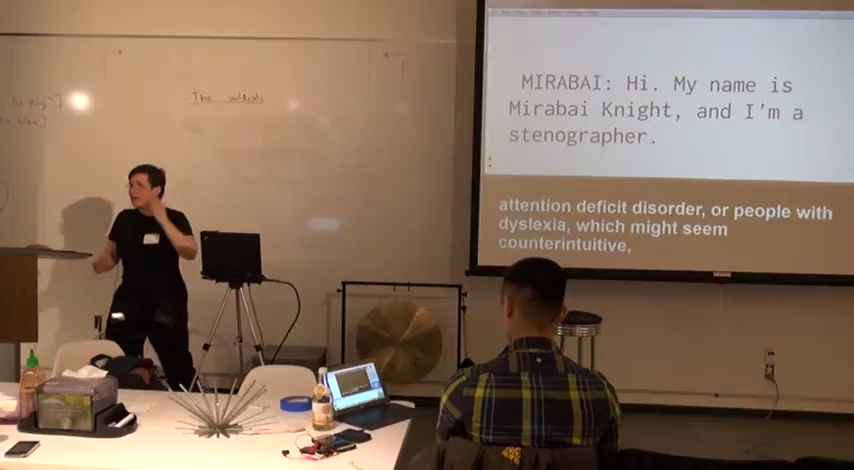 MIRABAI: Hi. My name is
Mirabai Knight, and I'm a
stenographer.
attention deficit disorder, or people with
dyslexia, which might seem
counterintuitive,
The